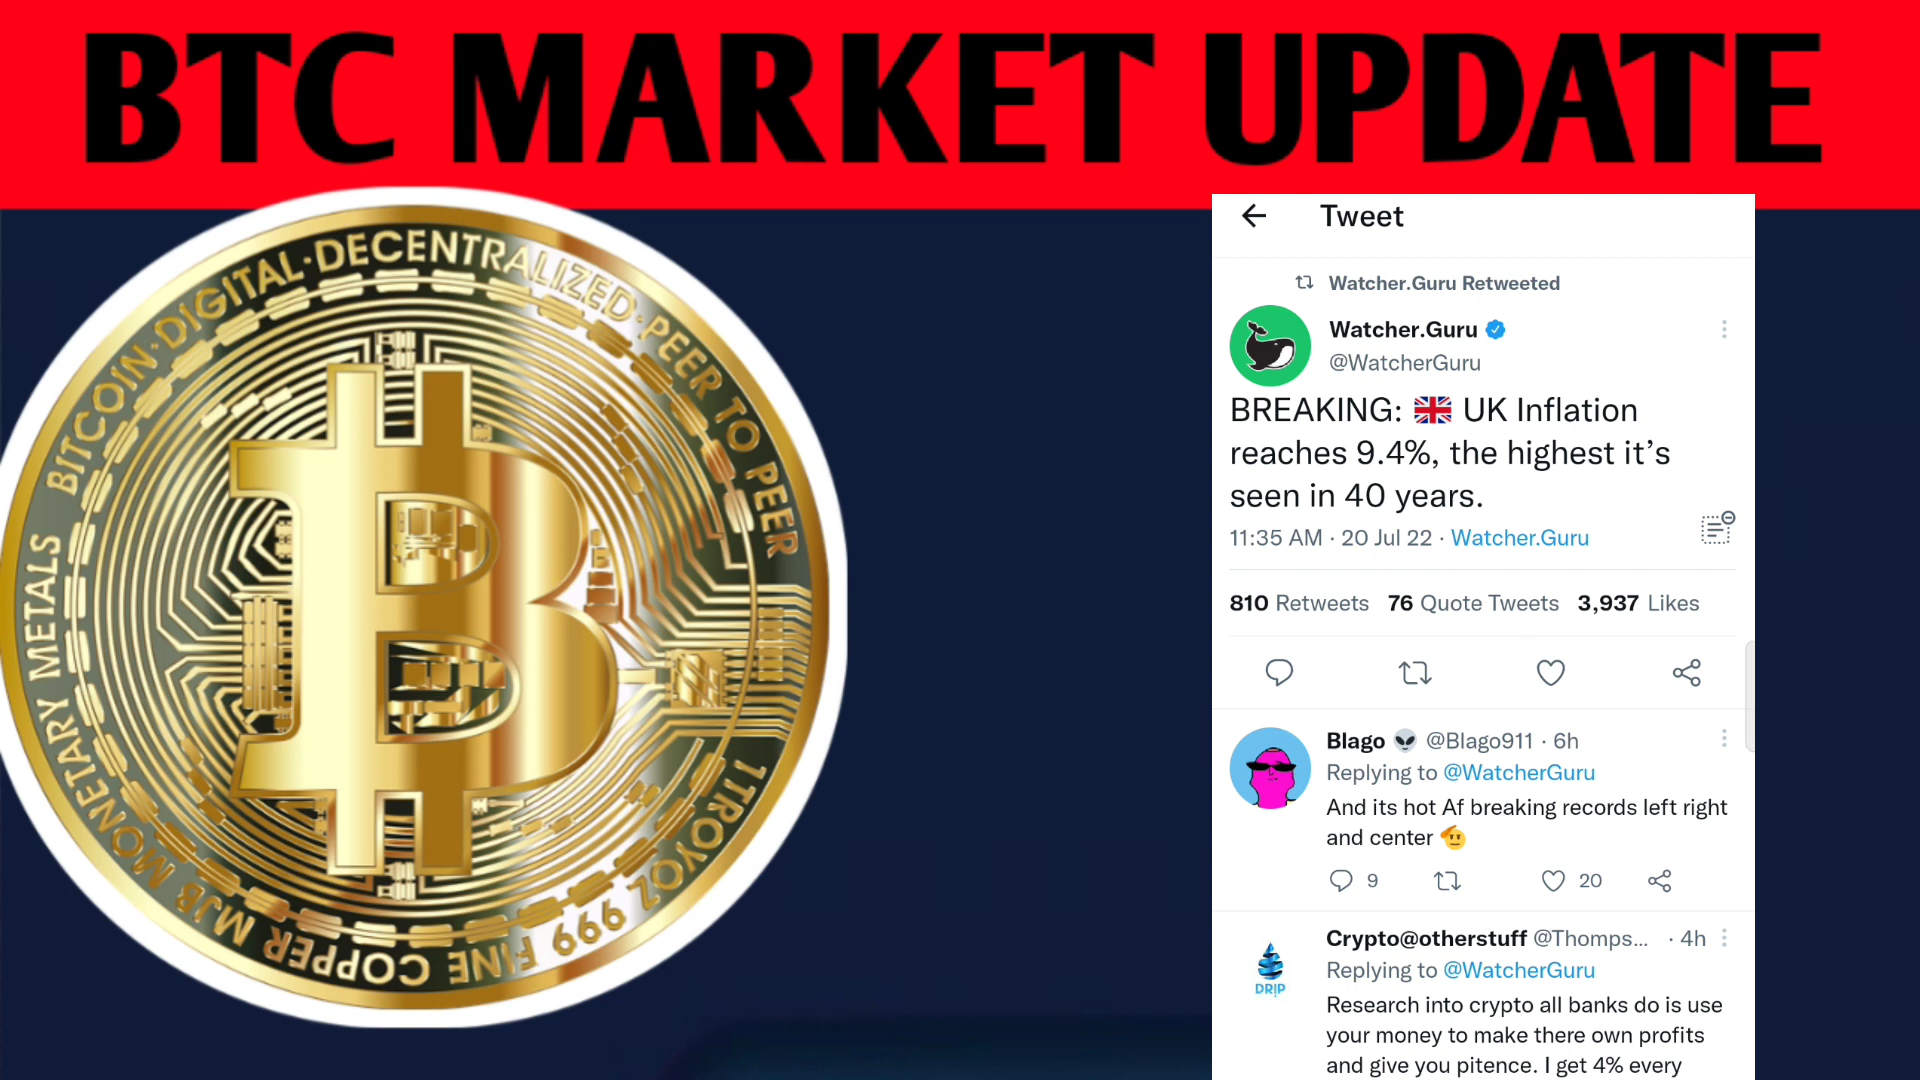 BTC MARKET UPDATE
BITCOIN·DIGITAL·DECENTRALIZED·PEER TO PEER
1 TROY OZ 999 FINE COPPER MJB MONETARY METALS
Tweet
Watcher.Guru Retweeted
Watcher.Guru
@WatcherGuru
BREAKING: 🇬🇧 UK Inflation
reaches 9.4%, the highest it’s
seen in 40 years.
11:35 AM · 20 Jul 22 · Watcher.Guru
810 Retweets 76 Quote Tweets 3,937 Likes
Blago 👽 @Blago911 · 6h
Replying to @WatcherGuru
And its hot Af breaking records left right
and center 🫡
9 20
Crypto@otherstuff @Thomps... · 4h
Replying to @WatcherGuru
DRIP
Research into crypto all banks do is use
your money to make there own profits
and give you pitence. I get 4% every